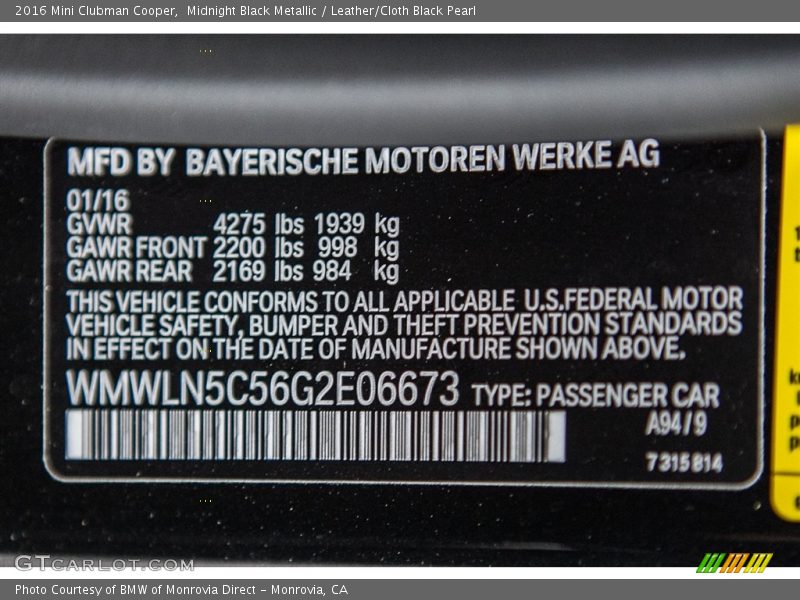 2016 Mini Clubman Cooper, Midnight Black Metallic / Leather/Cloth Black Pearl
MFD BY BAYERISCHE MOTOREN WERKE AG
01/16
GVWR 4275 lbs 1939 kg
GAWR FRONT 2200 lbs 998 kg
GAWR REAR 2169 lbs 984 kg
THIS VEHICLE CONFORMS TO ALL APPLICABLE U.S.FEDERAL MOTOR
VEHICLE SAFETY, BUMPER AND THEFT PREVENTION STANDARDS
IN EFFECT ON THE DATE OF MANUFACTURE SHOWN ABOVE.
WMWLN5C56G2E06673 TYPE: PASSENGER CAR
A94/9
7315814
GTCARLOT.COM
Photo Courtesy of BMW of Monrovia Direct - Monrovia, CA